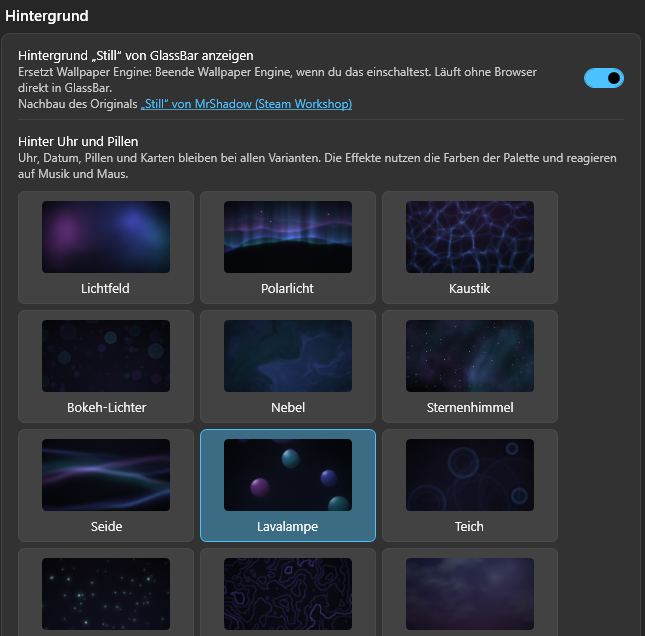 Hintergrund
Hintergrund „Still“ von GlassBar anzeigen
Ersetzt Wallpaper Engine: Beende Wallpaper Engine, wenn du das einschaltest. Läuft ohne Browser
direkt in GlassBar.
Nachbau des Originals „Still“ von MrShadow (Steam Workshop)
Hinter Uhr und Pillen
Uhr, Datum, Pillen und Karten bleiben bei allen Varianten. Die Effekte nutzen die Farben der Palette und reagieren
auf Musik und Maus.
Lichtfeld
Polarlicht
Kaustik
Bokeh-Lichter
Nebel
Sternenhimmel
Seide
Lavalampe
Teich